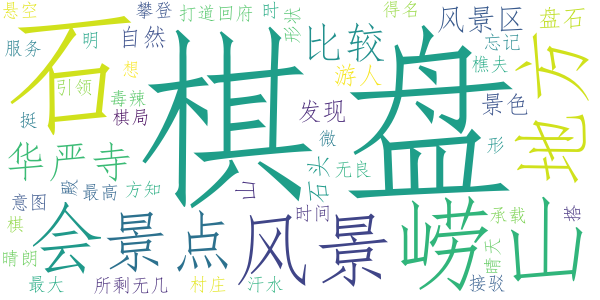 悬空
攀登
打道回府
时
得名
服务
明
自然
形状
风景区
盘石
石
想
比较
忘记
引领
游人
樵夫
毒辣
棋盘
景色
地方
挺
棋局
发现
微
华严寺
石头
无良
形
殿
最高
方知
山
意图
时间
承载
棋
会
景点
风景
崂山
晴天
塔
晴朗
最大
所剩无几
村庄
汗水
接驳